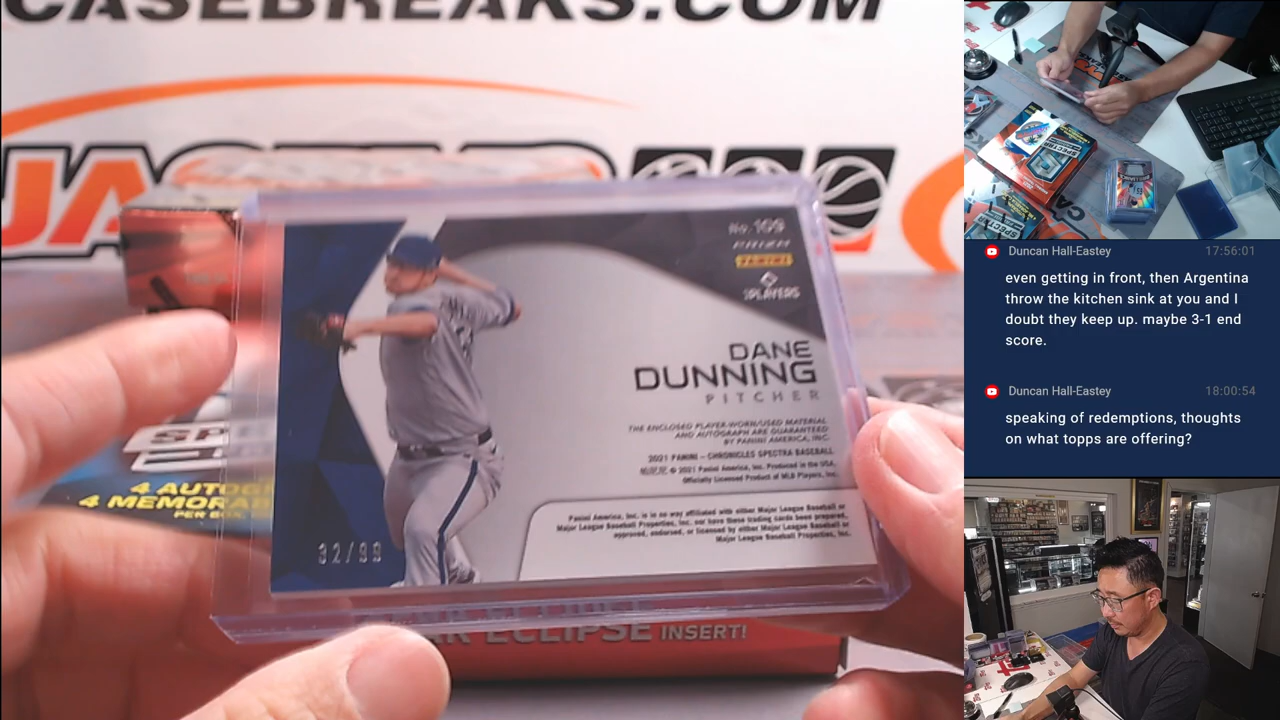 CASEBREAKS.COM
JA
No. 109
PANINI
PLAYERS
DANE
DUNNING
PITCHER
THE ENCLOSED PLAYER-WORN/USED MATERIAL
AND AUTOGRAPH ARE GUARANTEED
BY PANINI AMERICA, INC.
2021 PANINI – CHRONICLES SPECTRA BASEBALL
© 2021 Panini America, Inc. Produced in the USA.
Officially Licensed Product of MLB Players, Inc.
Panini America, Inc. is in no way affiliated with either Major League Baseball or
Major League Baseball Properties, Inc. nor have these trading cards been prepared,
approved, endorsed, or licensed by either Major League Baseball or
Major League Baseball Properties, Inc.
32/99
4 AUTOG
4 MEMORAB
PER BOX
ECLIPSE INSERT!
Duncan Hall-Eastey 17:56:01
even getting in front, then Argentina
throw the kitchen sink at you and I
doubt they keep up. maybe 3-1 end
score.
Duncan Hall-Eastey 18:00:54
speaking of redemptions, thoughts
on what topps are offering?
SPECTRA